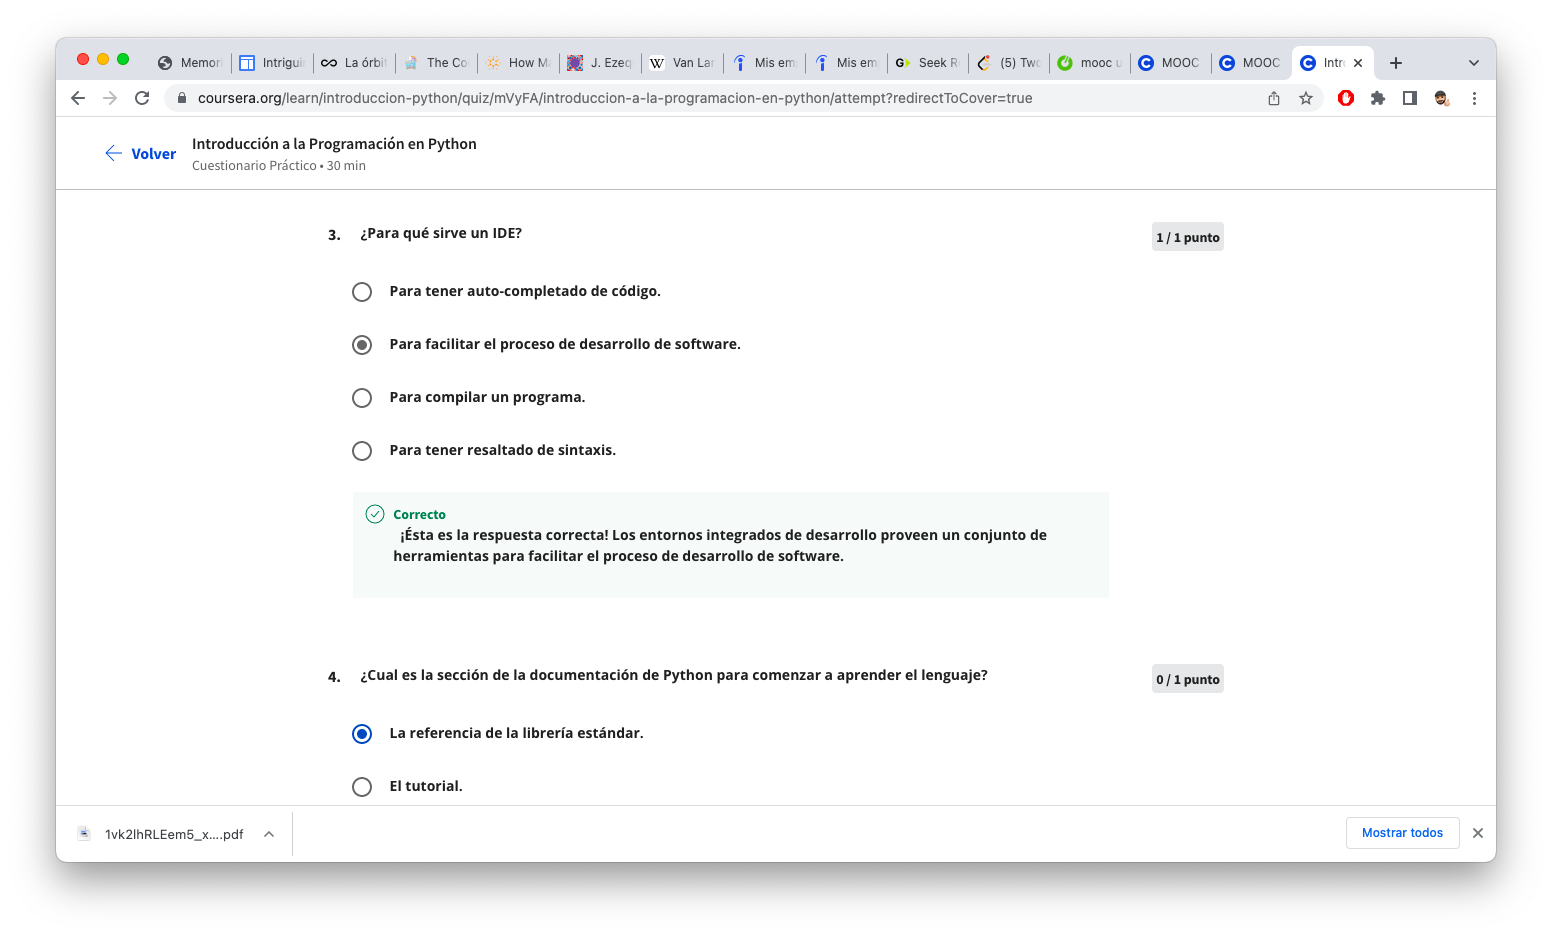 Memori
Intrigui
La órbit
The Co
How Ma
J. Ezeq
W Van Lar
Mis em
Mis em
G Seek R
(5) Two
mooc u
MOOC
MOOC
Intro
coursera.org/learn/introduccion-python/quiz/mVyFA/introduccion-a-la-programacion-en-python/attempt?redirectToCover=true
Volver
Introducción a la Programación en Python
Cuestionario Práctico • 30 min
3. ¿Para qué sirve un IDE?
1 / 1 punto
Para tener auto-completado de código.
Para facilitar el proceso de desarrollo de software.
Para compilar un programa.
Para tener resaltado de sintaxis.
Correcto
¡Ésta es la respuesta correcta! Los entornos integrados de desarrollo proveen un conjunto de
herramientas para facilitar el proceso de desarrollo de software.
4. ¿Cual es la sección de la documentación de Python para comenzar a aprender el lenguaje?
0 / 1 punto
La referencia de la librería estándar.
El tutorial.
1vk2lhRLEem5_x....pdf
Mostrar todos